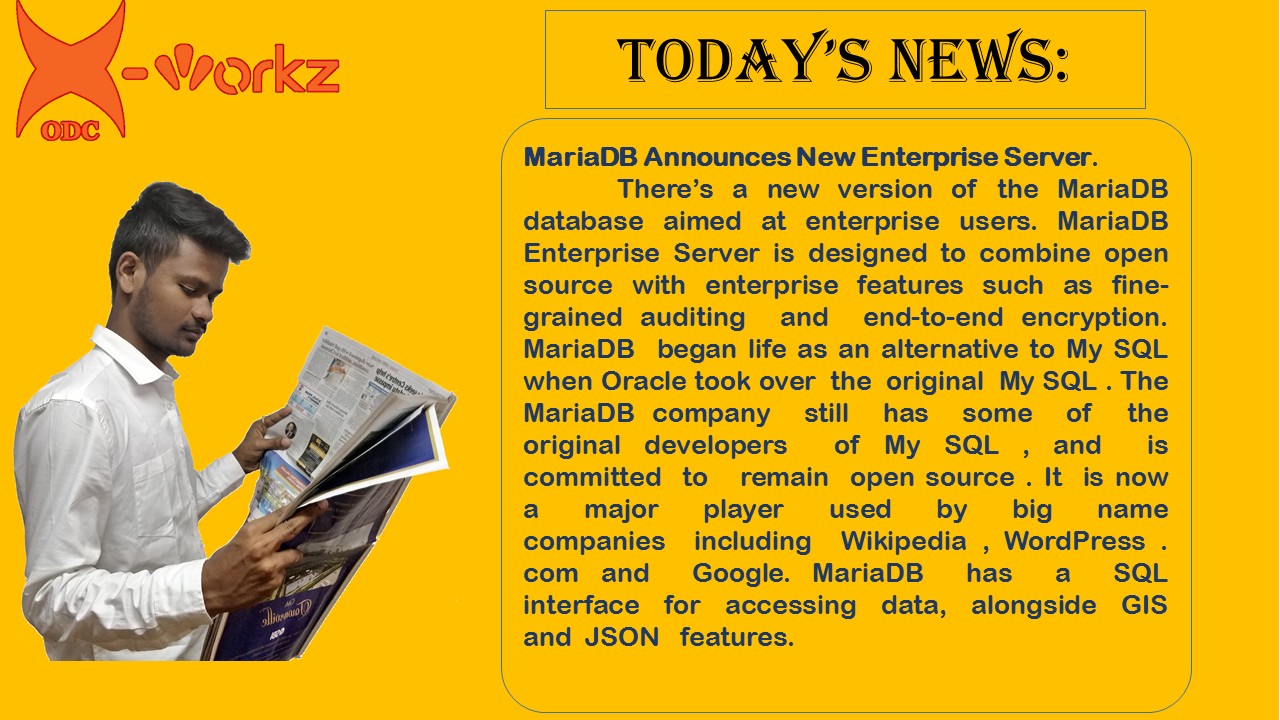 X-workz
ODC
TODAY'S NEWS:
MariaDB Announces New Enterprise Server.
There's a new version of the MariaDB
database aimed at enterprise users. MariaDB
Enterprise Server is designed to combine open
source with enterprise features such as fine-
grained auditing and end-to-end encryption.
MariaDB began life as an alternative to My SQL
when Oracle took over the original My SQL . The
MariaDB company still has some of the
original developers of My SQL , and is
committed to remain open source . It is now
a major player used by big name
companies including Wikipedia , WordPress .
com and Google. MariaDB has a SQL
interface for accessing data, alongside GIS
and JSON features.